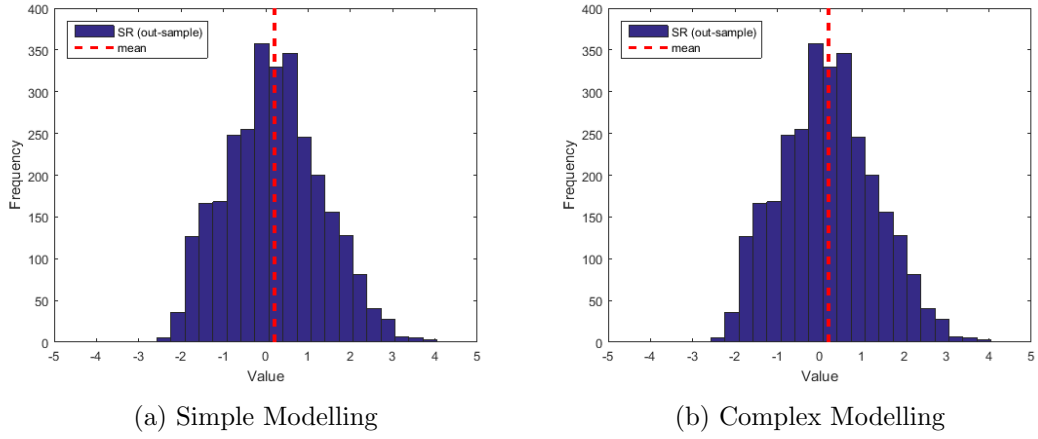 SR (out-sample)
mean
400
350
300
250
200
150
100
50
0
Frequency
-5 -4 -3 -2 -1 0 1 2 3 4 5
Value
(a) Simple Modelling
SR (out-sample)
mean
400
350
300
250
200
150
100
50
0
Frequency
-5 -4 -3 -2 -1 0 1 2 3 4 5
Value
(b) Complex Modelling